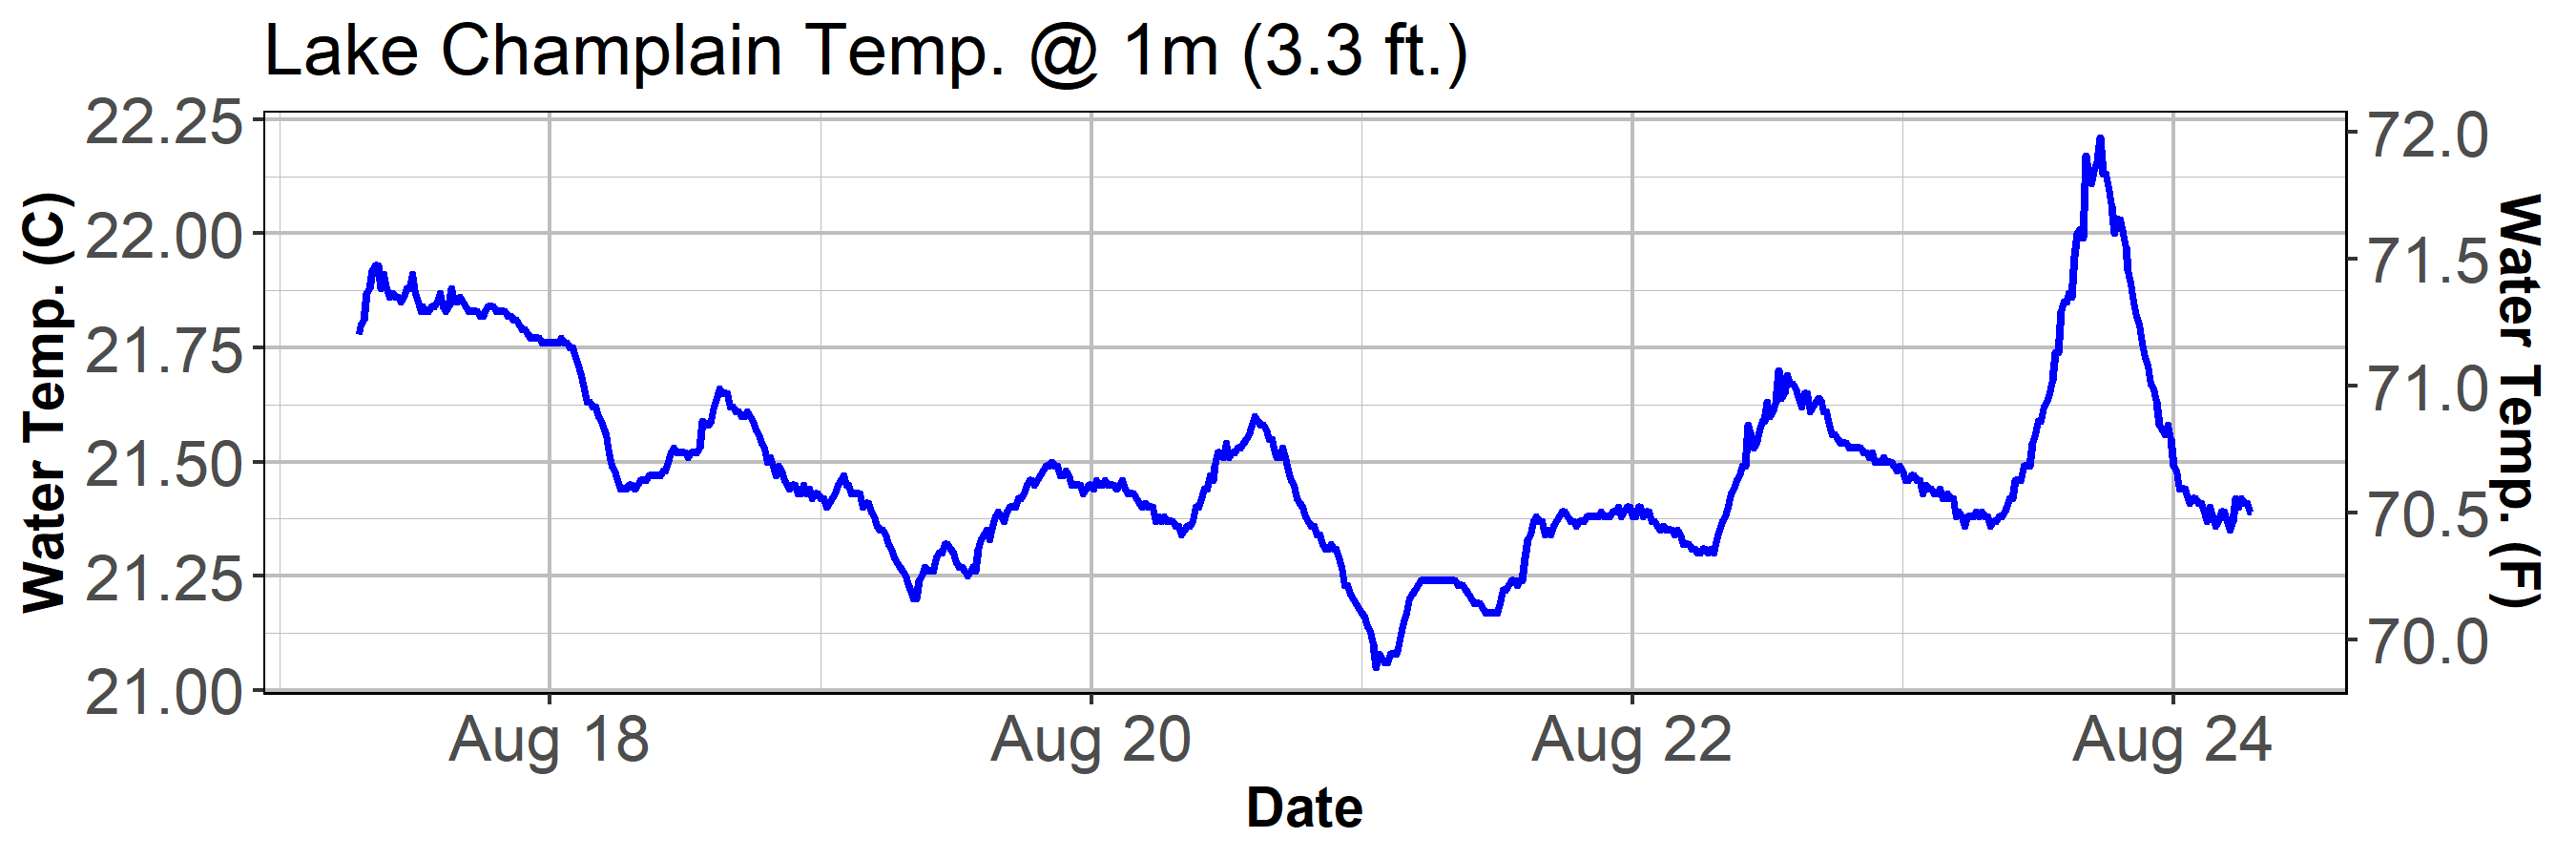 Lake Champlain Temp. @ 1m (3.3 ft.)
22.25
22.00
21.75
21.50
21.25
21.00
Water Temp. (C)
72.0
71.5
71.0
70.5
70.0
Water Temp. (F)
Aug 18 Aug 20 Aug 22 Aug 24
Date